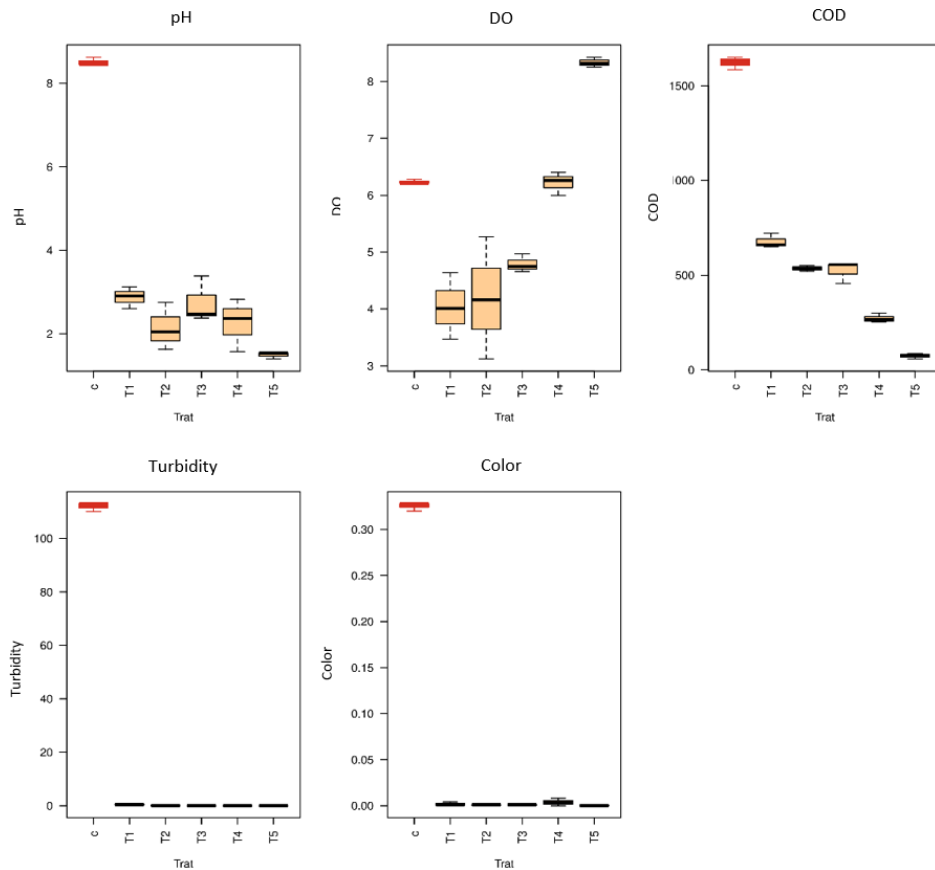 pH
8
6
4
2
pH
c
T1
T2
T3
T4
T5
Trat
DO
8
7
6
5
4
3
DO
c
T1
T2
T3
T4
T5
Trat
COD
1500
1000
500
0
COD
c
T1
T2
T3
T4
T5
Trat
Turbidity
100
80
60
40
20
0
Turbidity
c
T1
T2
T3
T4
T5
Trat
Color
0.30
0.25
0.20
0.15
0.10
0.05
0.00
Color
c
T1
T2
T3
T4
T5
Trat